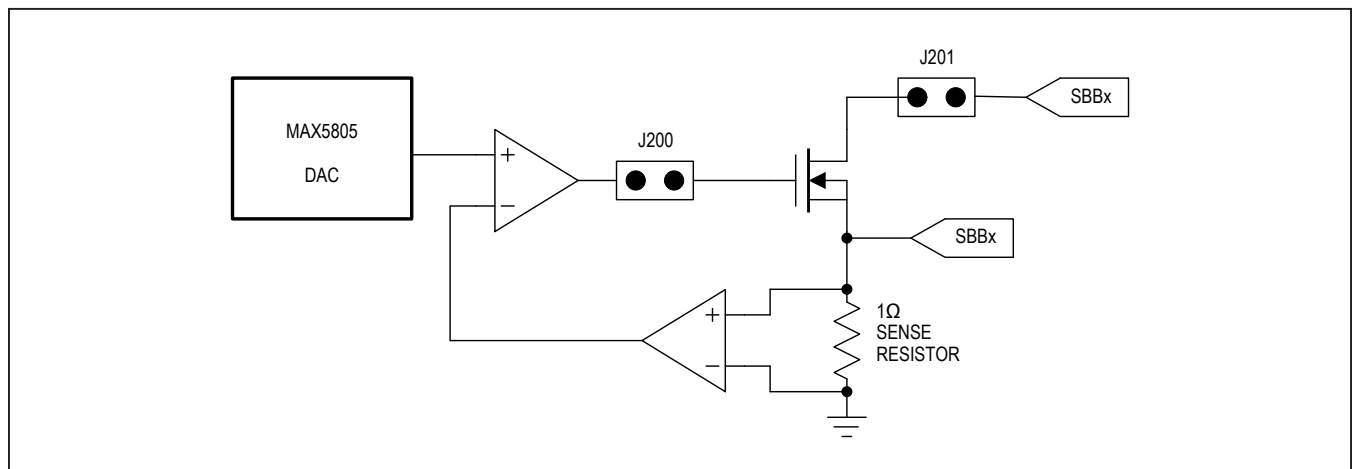 J201
SBBx
MAX5805
DAC
+
−
J200
SBBx
+
−
1Ω
SENSE
RESISTOR